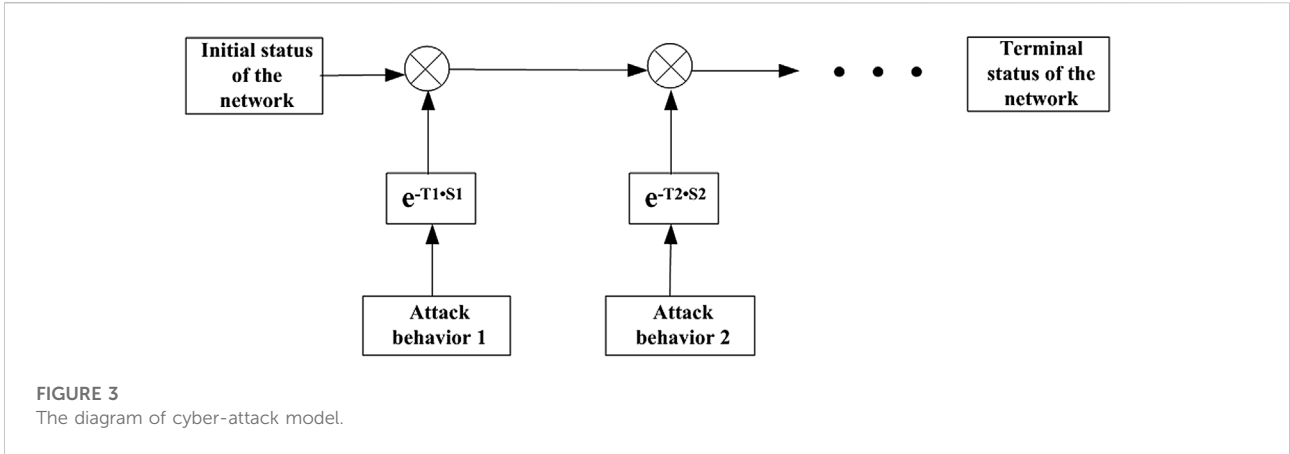 Initial status
of the
network
Terminal
status of the
network
e-T1•S1
e-T2•S2
Attack
behavior 1
Attack
behavior 2
FIGURE 3
The diagram of cyber-attack model.